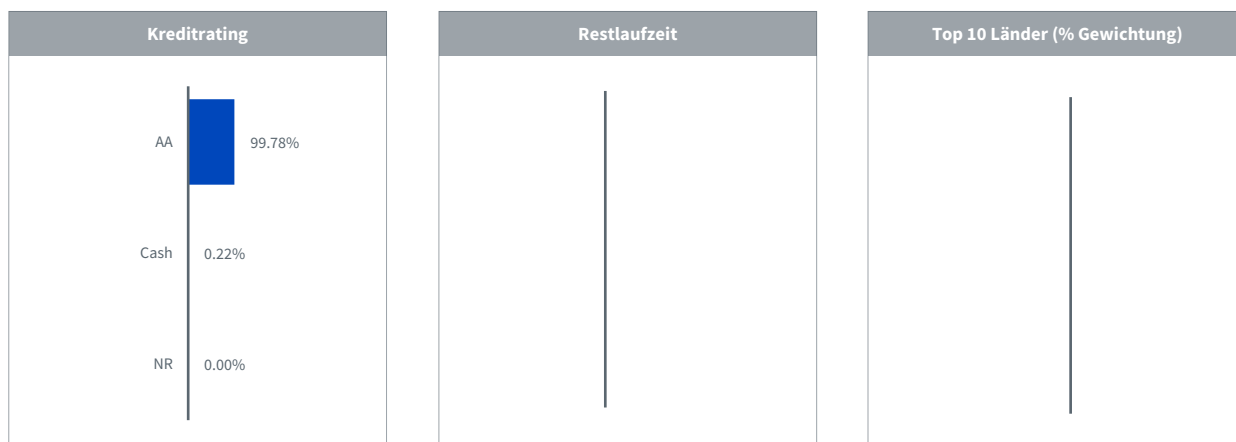 Kreditrating
AA 99.78%
Cash 0.22%
NR 0.00%
Restlaufzeit
Top 10 Länder (% Gewichtung)